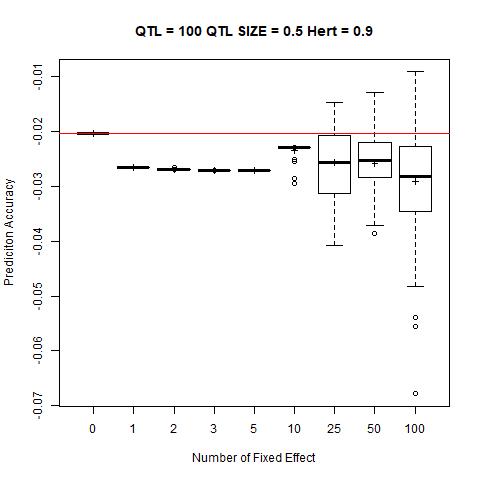 QTL = 100 QTL SIZE = 0.5 Hert = 0.9
Prediciton Accuracy
-0.01
-0.02
-0.03
-0.04
-0.05
-0.06
-0.07
0 1 2 3 5 10 25 50 100
Number of Fixed Effect